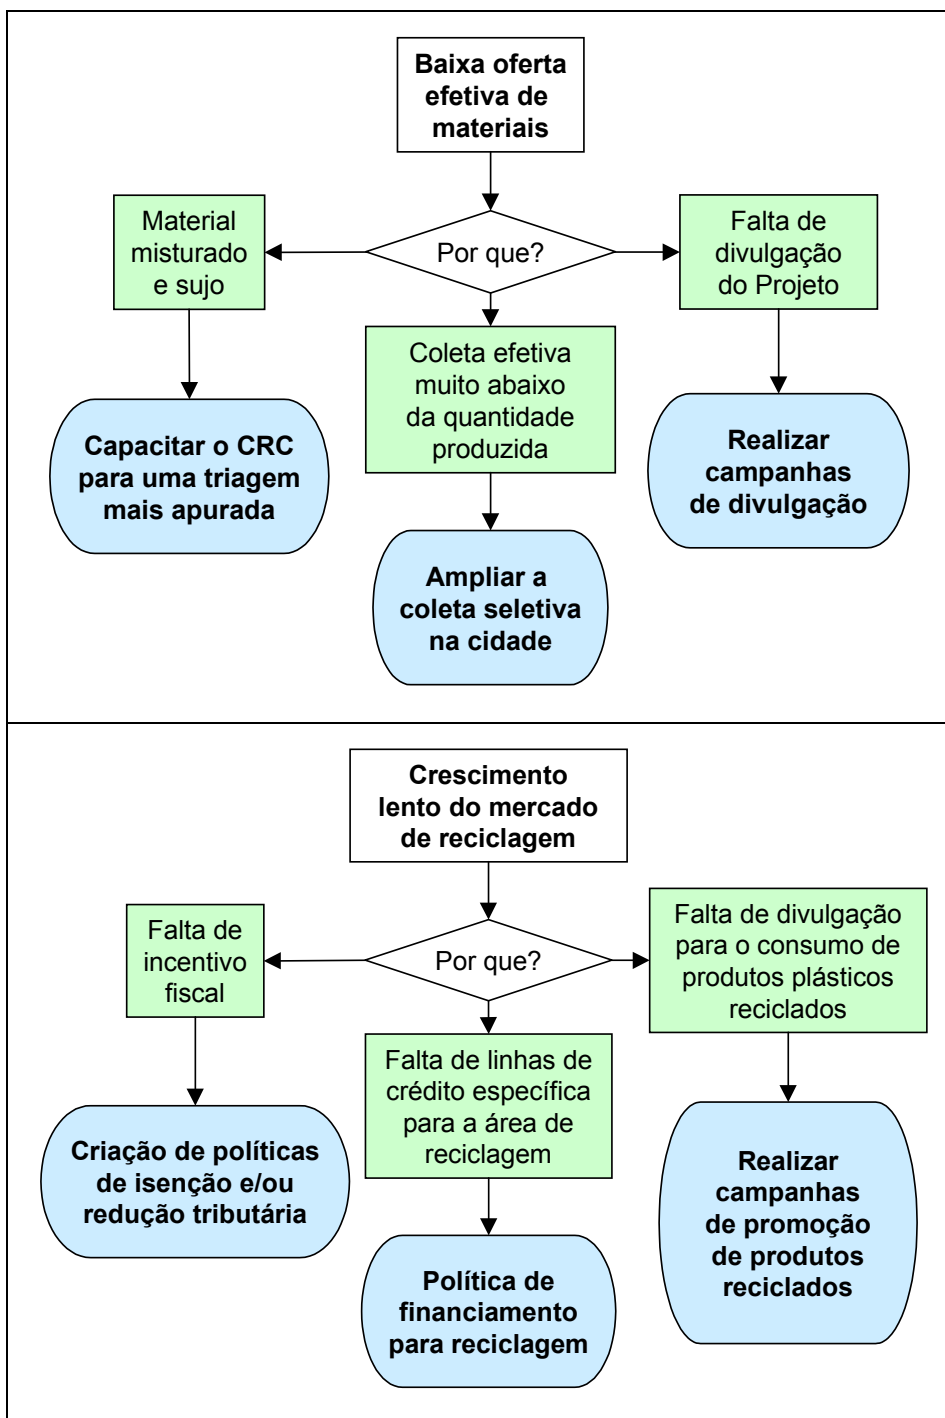 Baixa oferta
efetiva de
materiais
Por que?
Material
misturado
e sujo
Falta de
divulgação
do Projeto
Coleta efetiva
muito abaixo
da quantidade
produzida
Capacitar o CRC
para uma triagem
mais apurada
Realizar
campanhas
de divulgação
Ampliar a
coleta seletiva
na cidade
Crescimento
lento do mercado
de reciclagem
Por que?
Falta de
incentivo
fiscal
Falta de divulgação
para o consumo de
produtos plásticos
reciclados
Falta de linhas de
crédito específica
para a área de
reciclagem
Criação de políticas
de isenção e/ou
redução tributária
Realizar
campanhas
de promoção
de produtos
reciclados
Política de
financiamento
para reciclagem